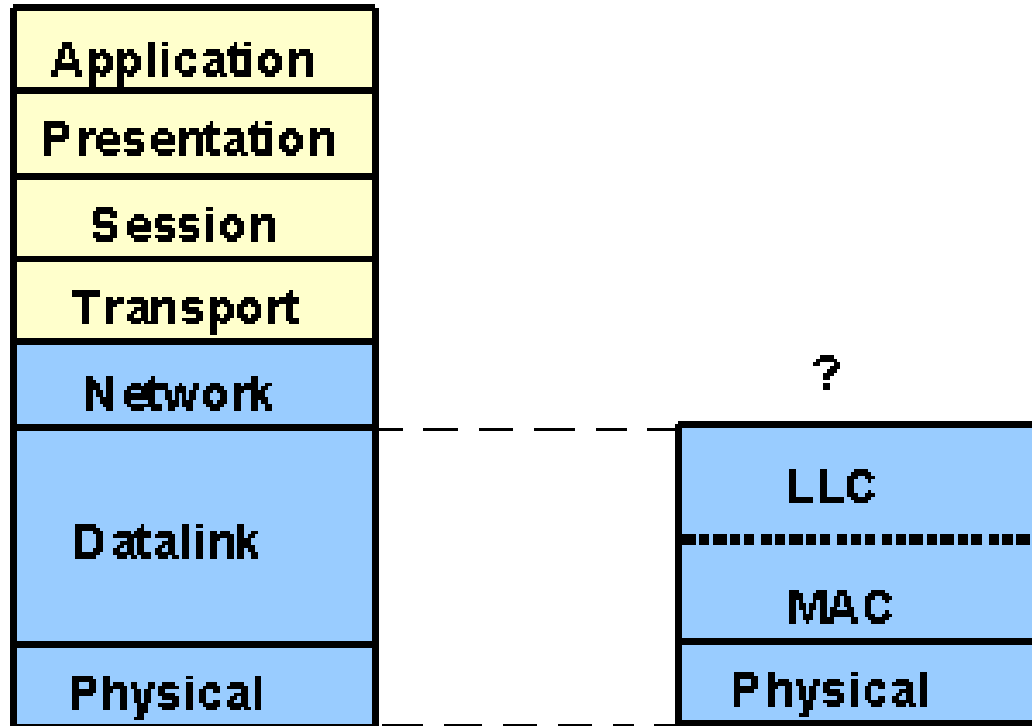 Application
Presentation
Session
Transport
Network
Datalink
Physical
?
LLC
MAC
Physical